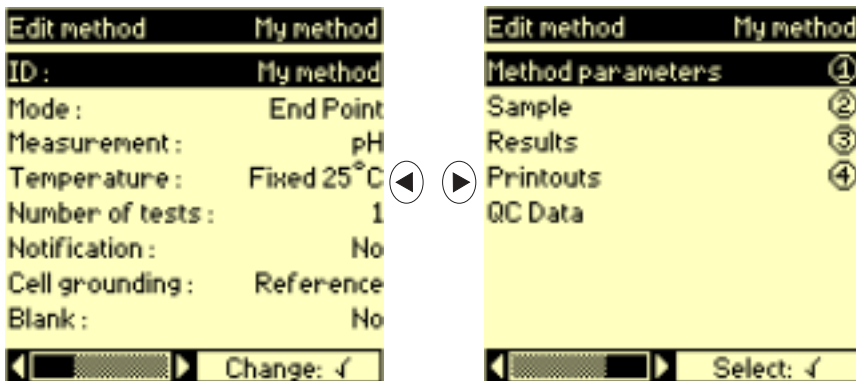 Edit method My method
ID : My method
Mode : End Point
Measurement : pH
Temperature : Fixed 25°C
Number of tests : 1
Notification : No
Cell grounding : Reference
Blank : No
Change: √
Edit method My method
Method parameters ①
Sample ②
Results ③
Printouts ④
QC Data
Select: √